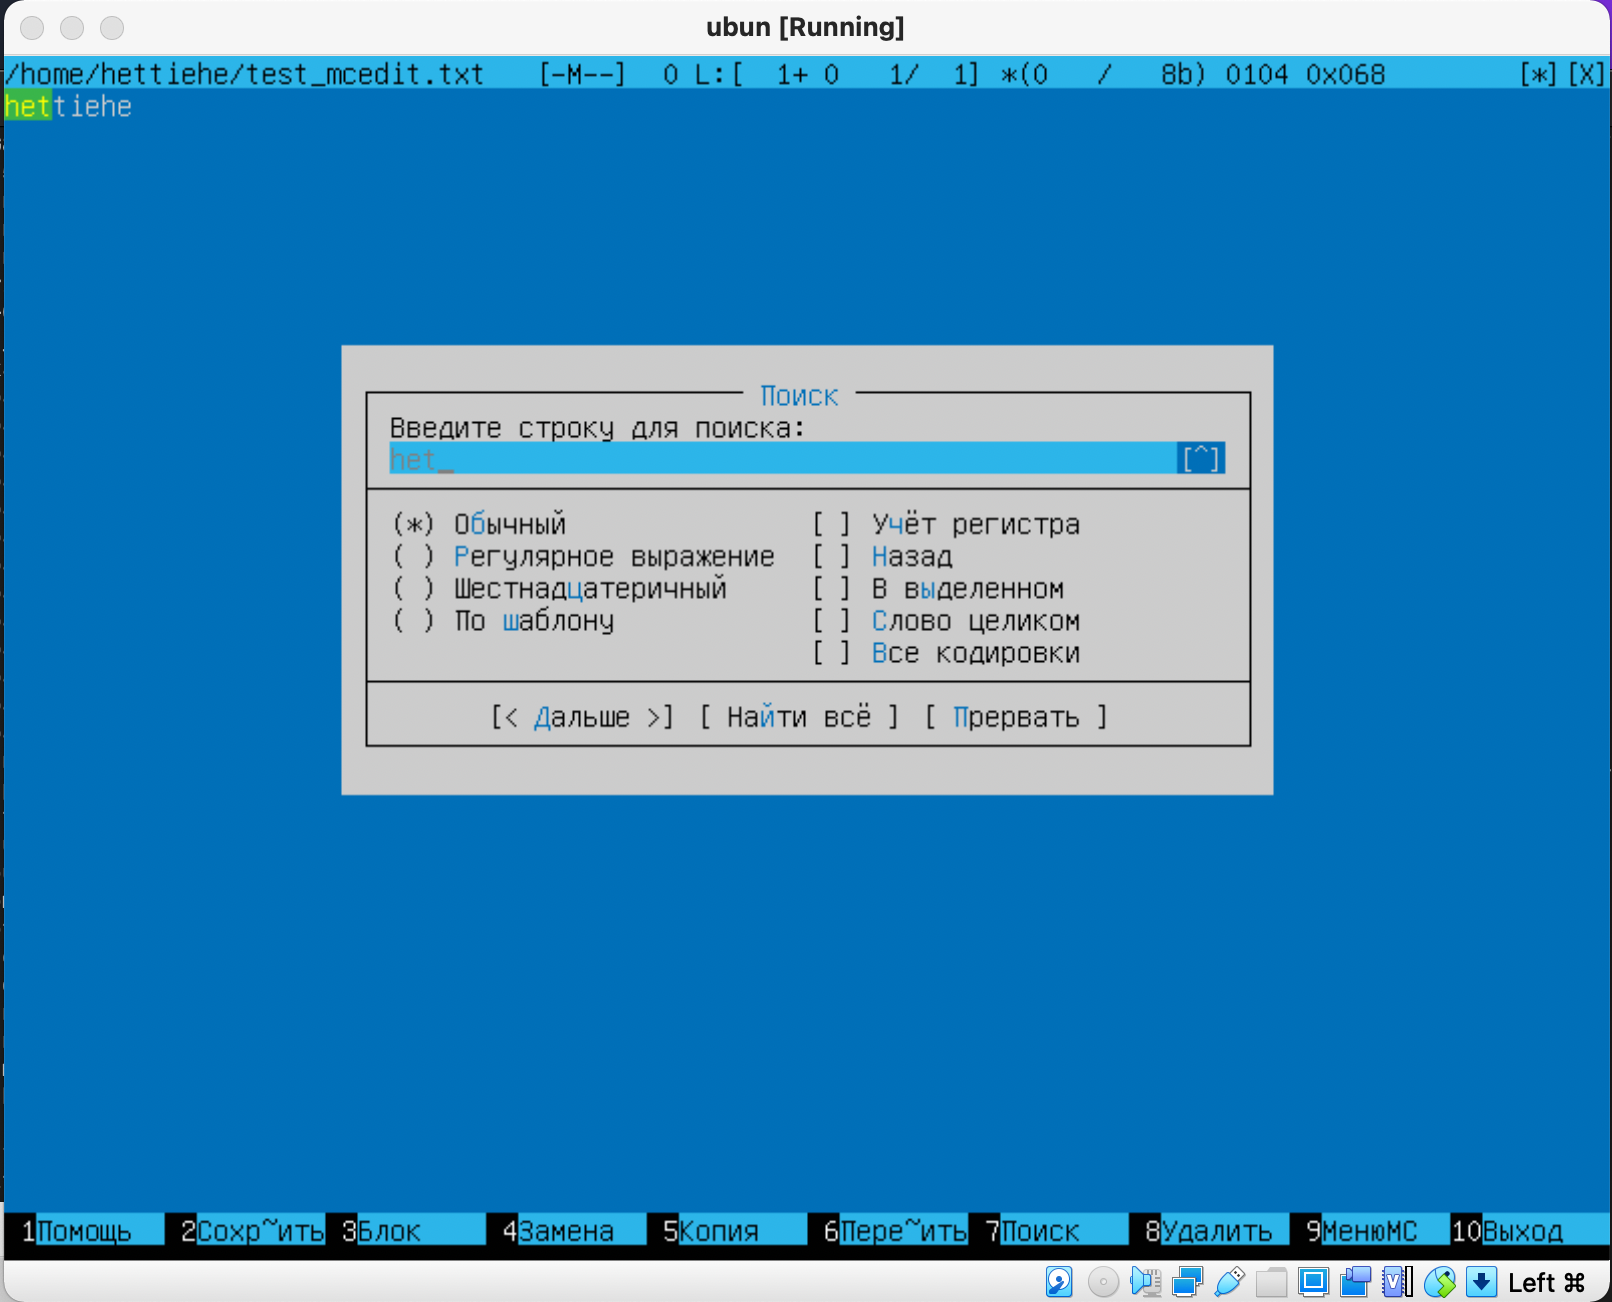 ubun [Running]
/home/hettiehe/test_mcedit.txt [-M--] 0 L:[ 1+ 0 1/ 1] *(0 / 8b) 0104 0x068 [*][X]
hettiehe
Поиск
Введите строку для поиска:
het_ [^]
(*) Обычный [ ] Учёт регистра
( ) Регулярное выражение [ ] Назад
( ) Шестнадцатеричный [ ] В выделенном
( ) По шаблону [ ] Слово целиком
[ ] Все кодировки
[< Дальше >] [ Найти всё ] [ Прервать ]
1Помощь 2Сохр~ить 3Блок 4Замена 5Копия 6Пере~ить 7Поиск 8Удалить 9МенюМС 10Выход
Left ⌘